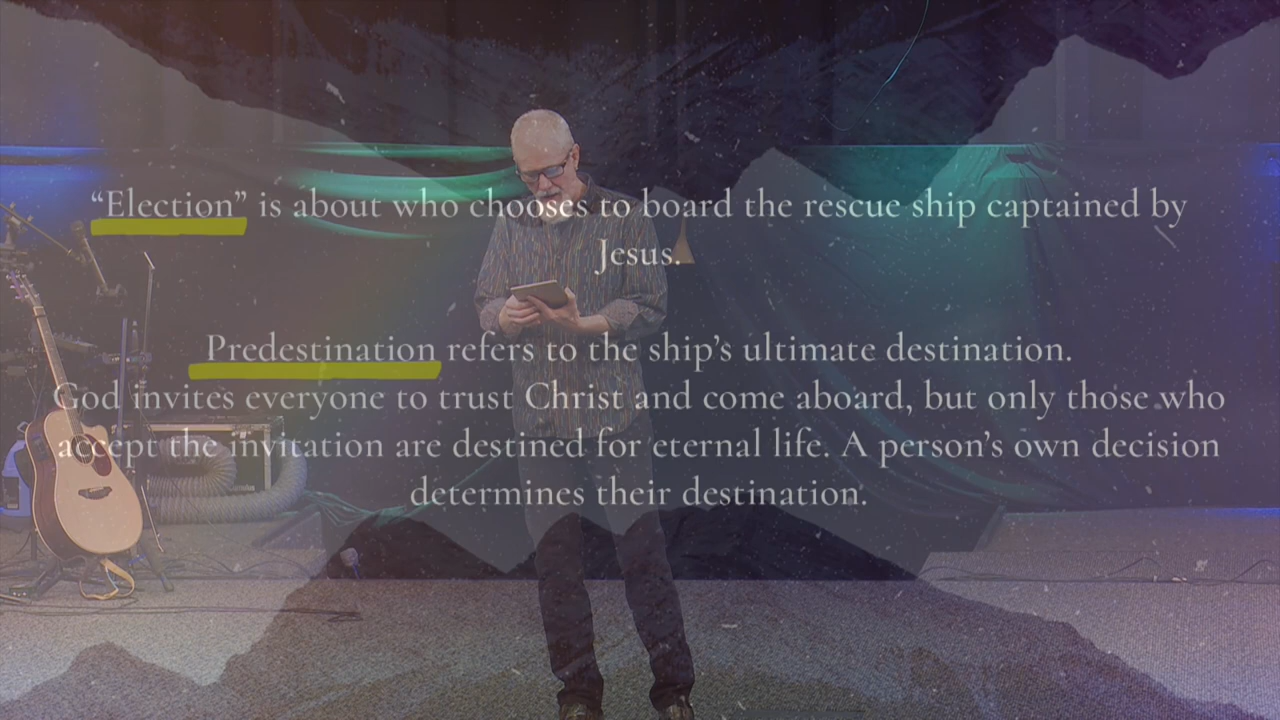 “Election” is about who chooses to board the rescue ship captained by
Jesus.
Predestination refers to the ship’s ultimate destination.
God invites everyone to trust Christ and come aboard, but only those who
accept the invitation are destined for eternal life. A person’s own decision
determines their destination.